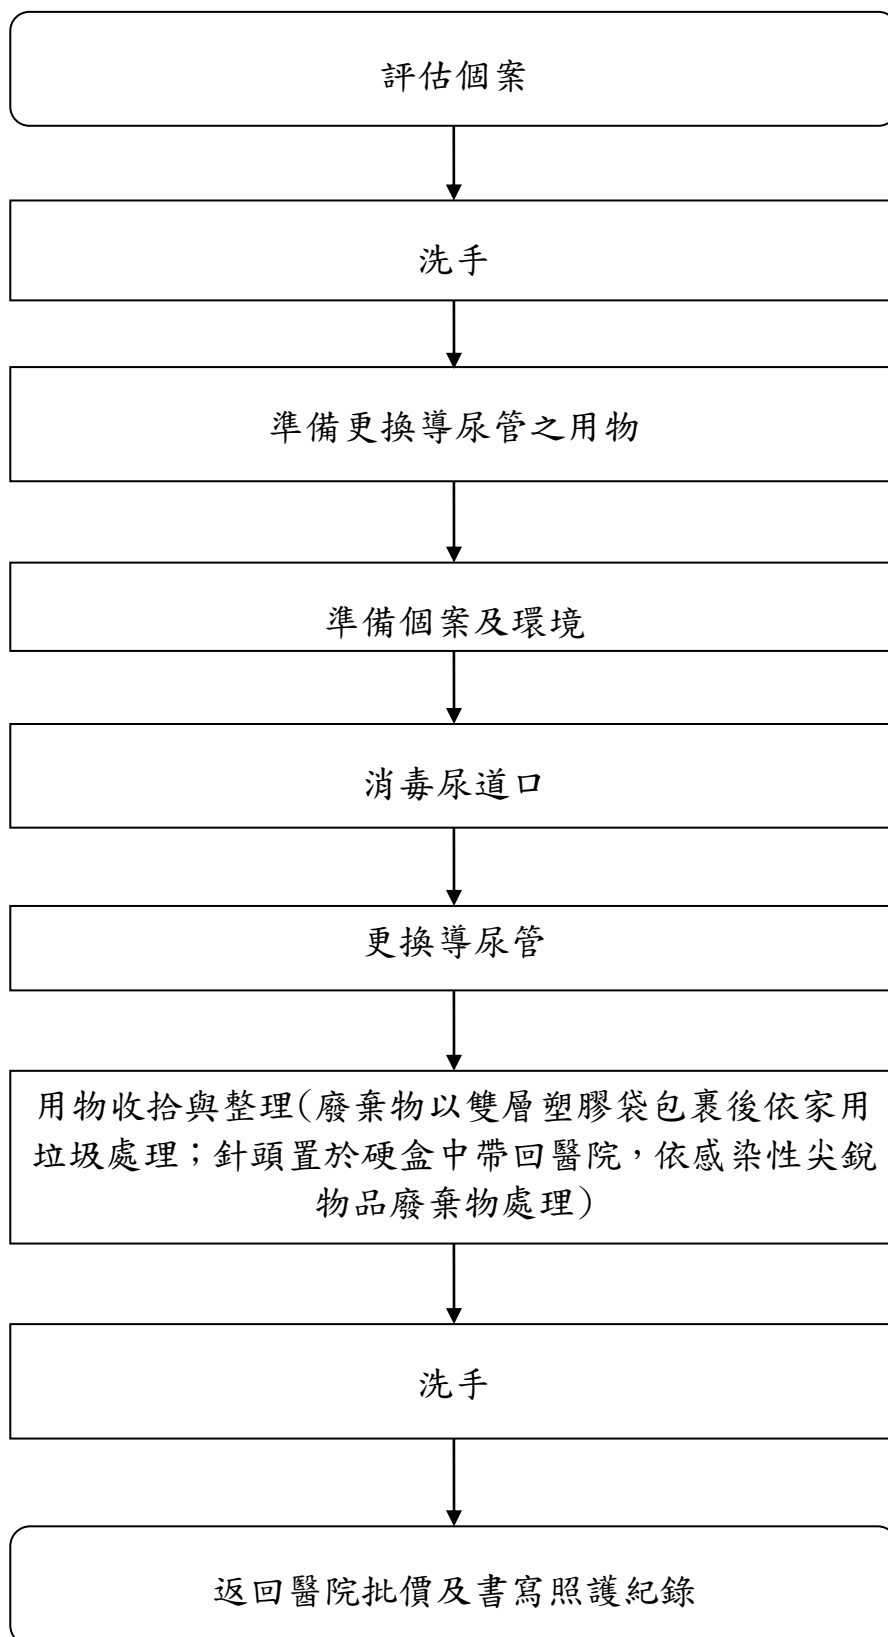 評估個案
洗手
準備更換導尿管之用物
準備個案及環境
消毒尿道口
更換導尿管
用物收拾與整理(廢棄物以雙層塑膠袋包裹後依家用
垃圾處理；針頭置於硬盒中帶回醫院，依感染性尖銳
物品廢棄物處理)
洗手
返回醫院批價及書寫照護紀錄